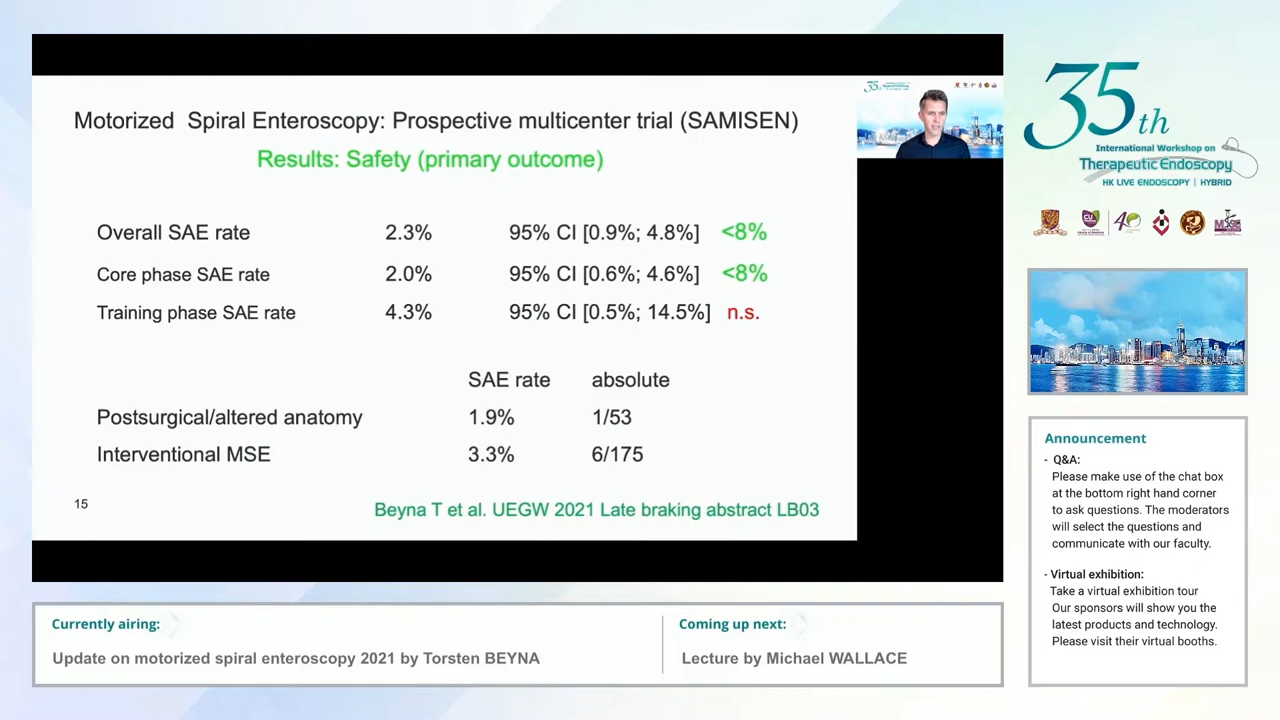 Motorized Spiral Enteroscopy: Prospective multicenter trial (SAMISEN)
Results: Safety (primary outcome)
Overall SAE rate 2.3% 95% CI [0.9%; 4.8%] <8%
Core phase SAE rate 2.0% 95% CI [0.6%; 4.6%] <8%
Training phase SAE rate 4.3% 95% CI [0.5%; 14.5%] n.s.
SAE rate absolute
Postsurgical/altered anatomy 1.9% 1/53
Interventional MSE 3.3% 6/175
15
Beyna T et al. UEGW 2021 Late braking abstract LB03
35th
International Workshop on
Therapeutic Endoscopy
HK LIVE ENDOSCOPY | HYBRID
Announcement
- Q&A:
Please make use of the chat box
at the bottom right hand corner
to ask questions. The moderators
will select the questions and
communicate with our faculty.
- Virtual exhibition:
Take a virtual exhibition tour
Our sponsors will show you the
latest products and technology.
Please visit their virtual booths.
Currently airing:
Update on motorized spiral enteroscopy 2021 by Torsten BEYNA
Coming up next:
Lecture by Michael WALLACE